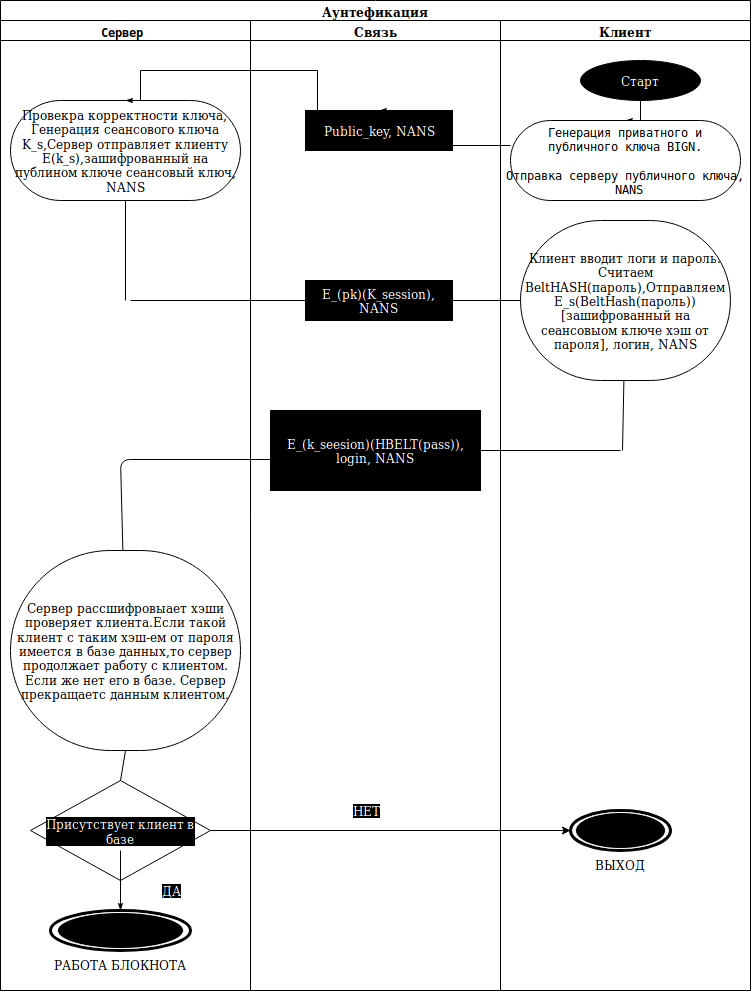 Аунтефикация
Сервер
Связь
Клиент
Старт
Генерация приватного и
публичного ключа BIGN.
Отправка серверу публичного ключа,
NANS
Public_key, NANS
Провекра корректности ключа,
Генерация сеансового ключа
K_s,Сервер отправляет клиенту
E(k_s),зашифрованный на
публином ключе сеансовый ключ,
NANS
E_(pk)(K_session),
NANS
Клиент вводит логи и пароль.
Считаем
BeltHASH(пароль),Отправляем
E_s(BeltHash(пароль))
[зашифрованный на
сеансовыом ключе хэш от
пароля], логин, NANS
E_(k_seesion)(HBELT(pass)),
login, NANS
Сервер рассшифровыает хэши
проверяет клиента.Если такой
клиент с таким хэш-ем от пароля
имеется в базе данных,то сервер
продолжает работу с клиентом.
Если же нет его в базе. Сервер
прекращаетс данным клиентом.
Присутствует клиент в
базе
НЕТ
ВЫХОД
ДА
РАБОТА БЛОКНОТА